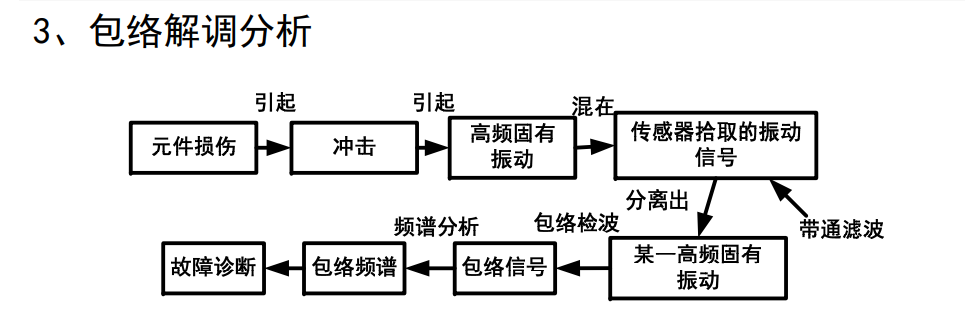 3、包络解调分析
引起
引起
混在
元件损伤
冲击
高频固有
振动
传感器拾取的振动
信号
分离出
带通滤波
频谱分析
包络检波
故障诊断
包络频谱
包络信号
某一高频固有
振动